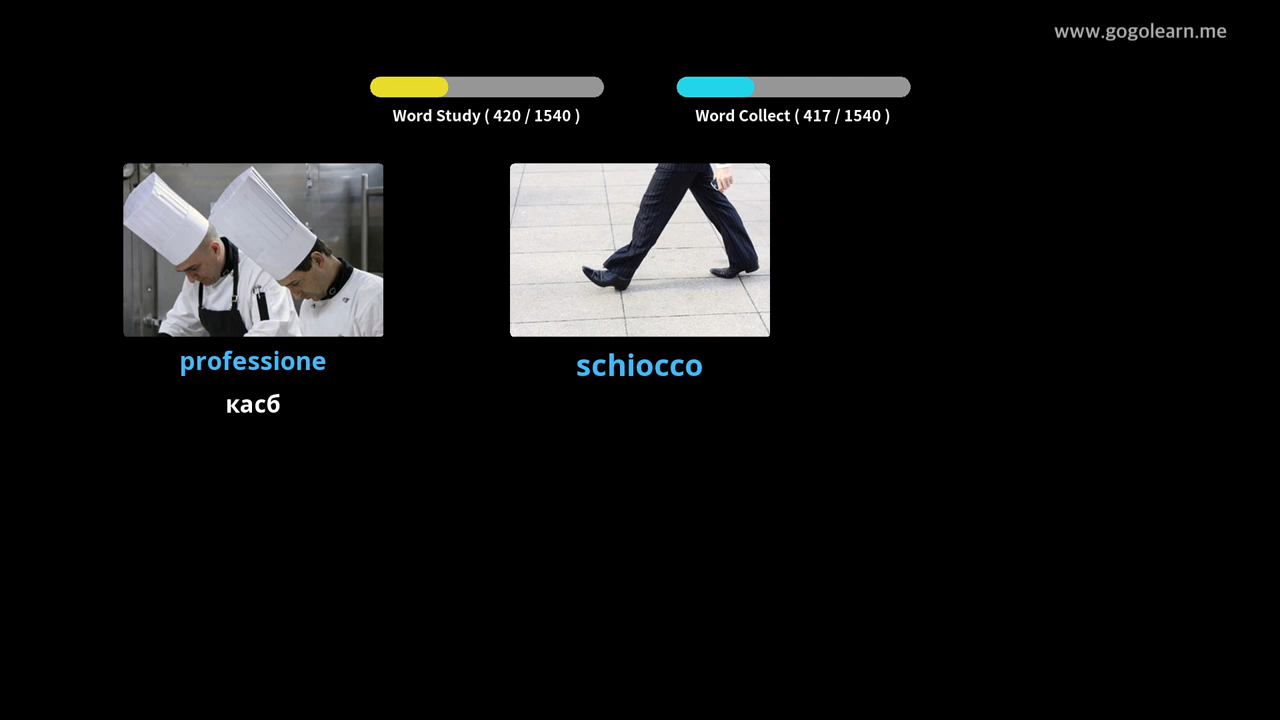 www.gogolearn.me
Word Study ( 420 / 1540 )
Word Collect ( 417 / 1540 )
professione
касб
schiocco